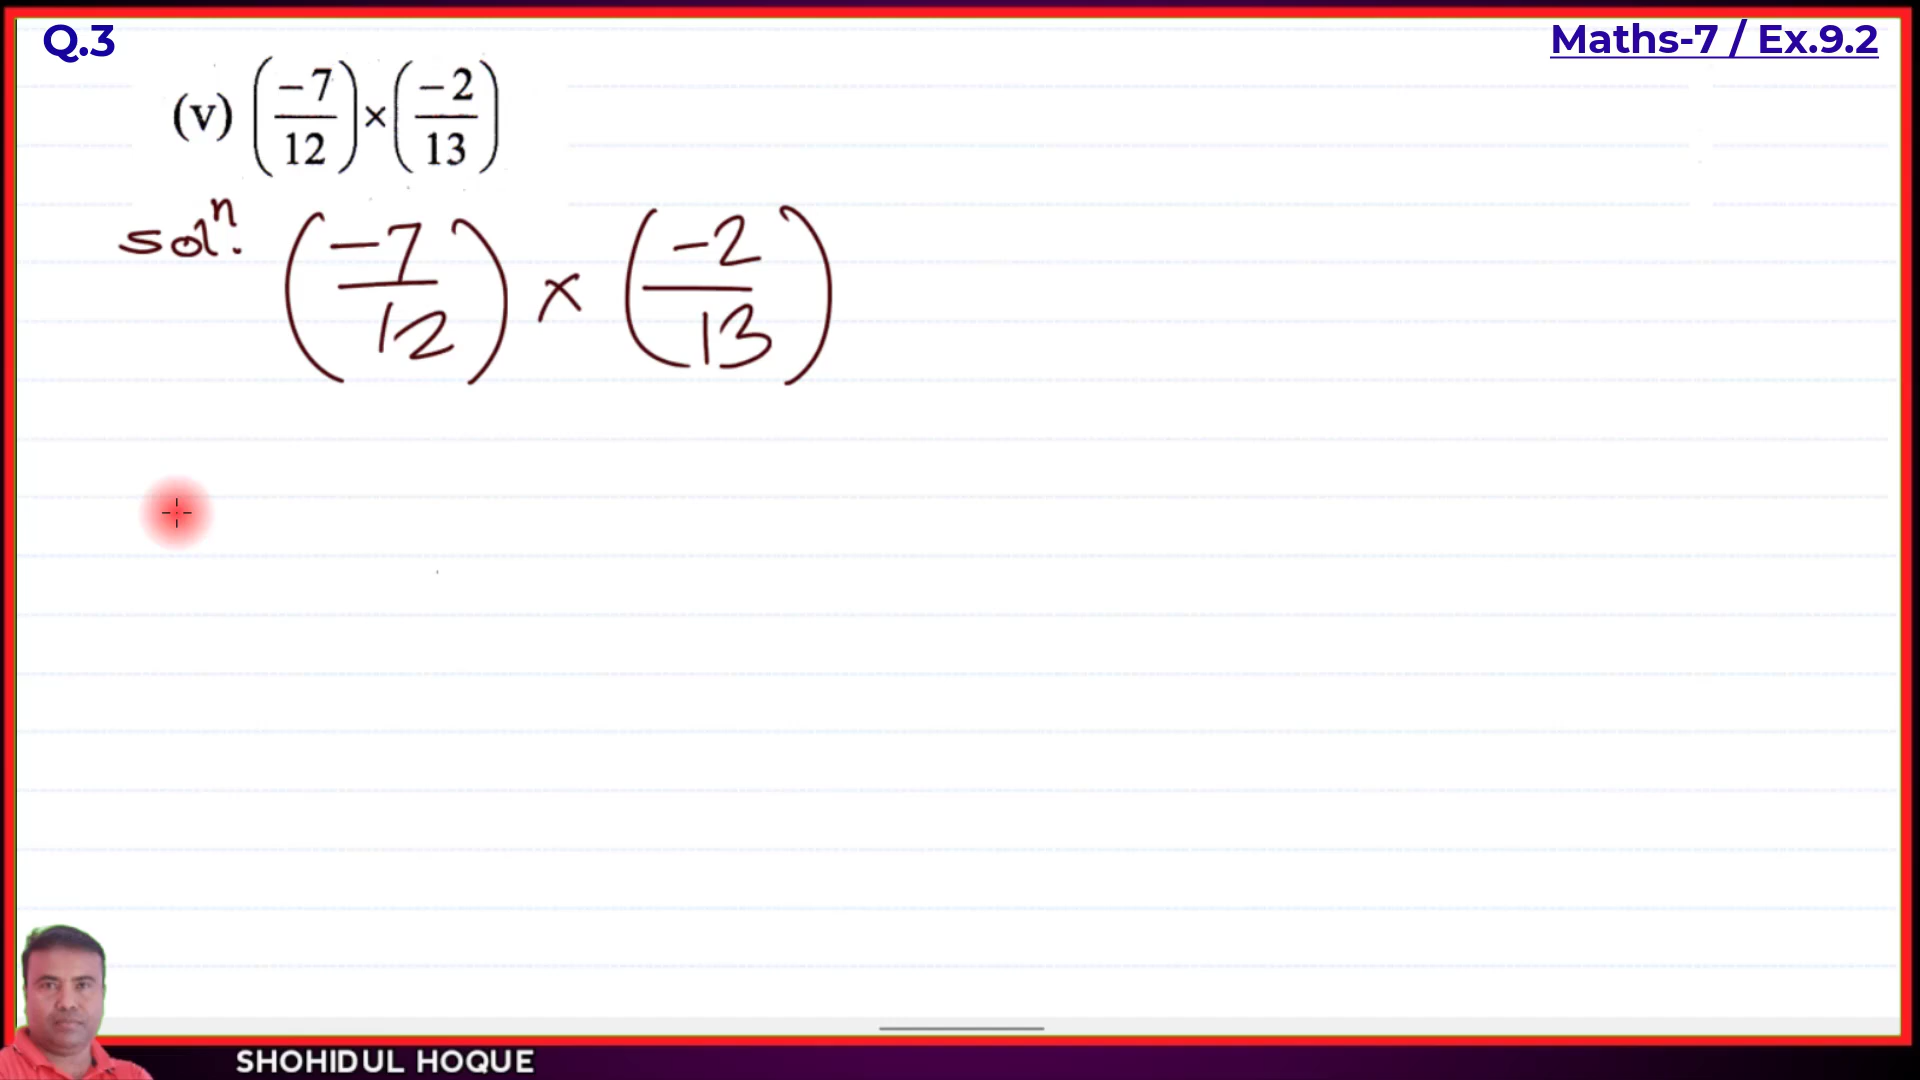 Q.3
Maths-7 / Ex.9.2
(v) (-7/12) × (-2/13)
solⁿ. (-7/12) × (-2/13)
SHOHIDUL HOQUE